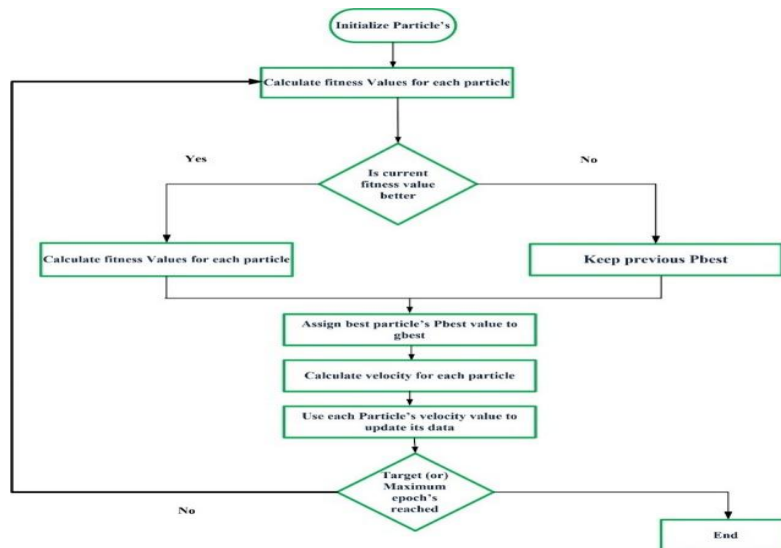 Initialize Particle's
Calculate fitness Values for each particle
Yes
No
Is current
fitness value
better
Calculate fitness Values for each particle
Keep previous Pbest
Assign best particle's Pbest value to
gbest
Calculate velocity for each particle
Use each Particle's velocity value to
update its data
Target (or)
Maximum
epoch's
reached
No
End